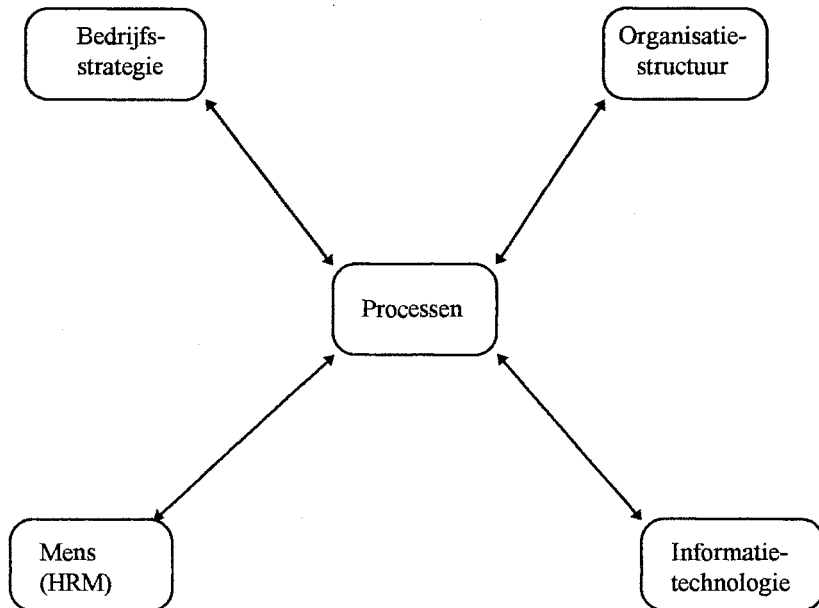 Bedrijfs-
strategie
Organisatie-
structuur
Processen
Mens
(HRM)
Informatie-
technologie